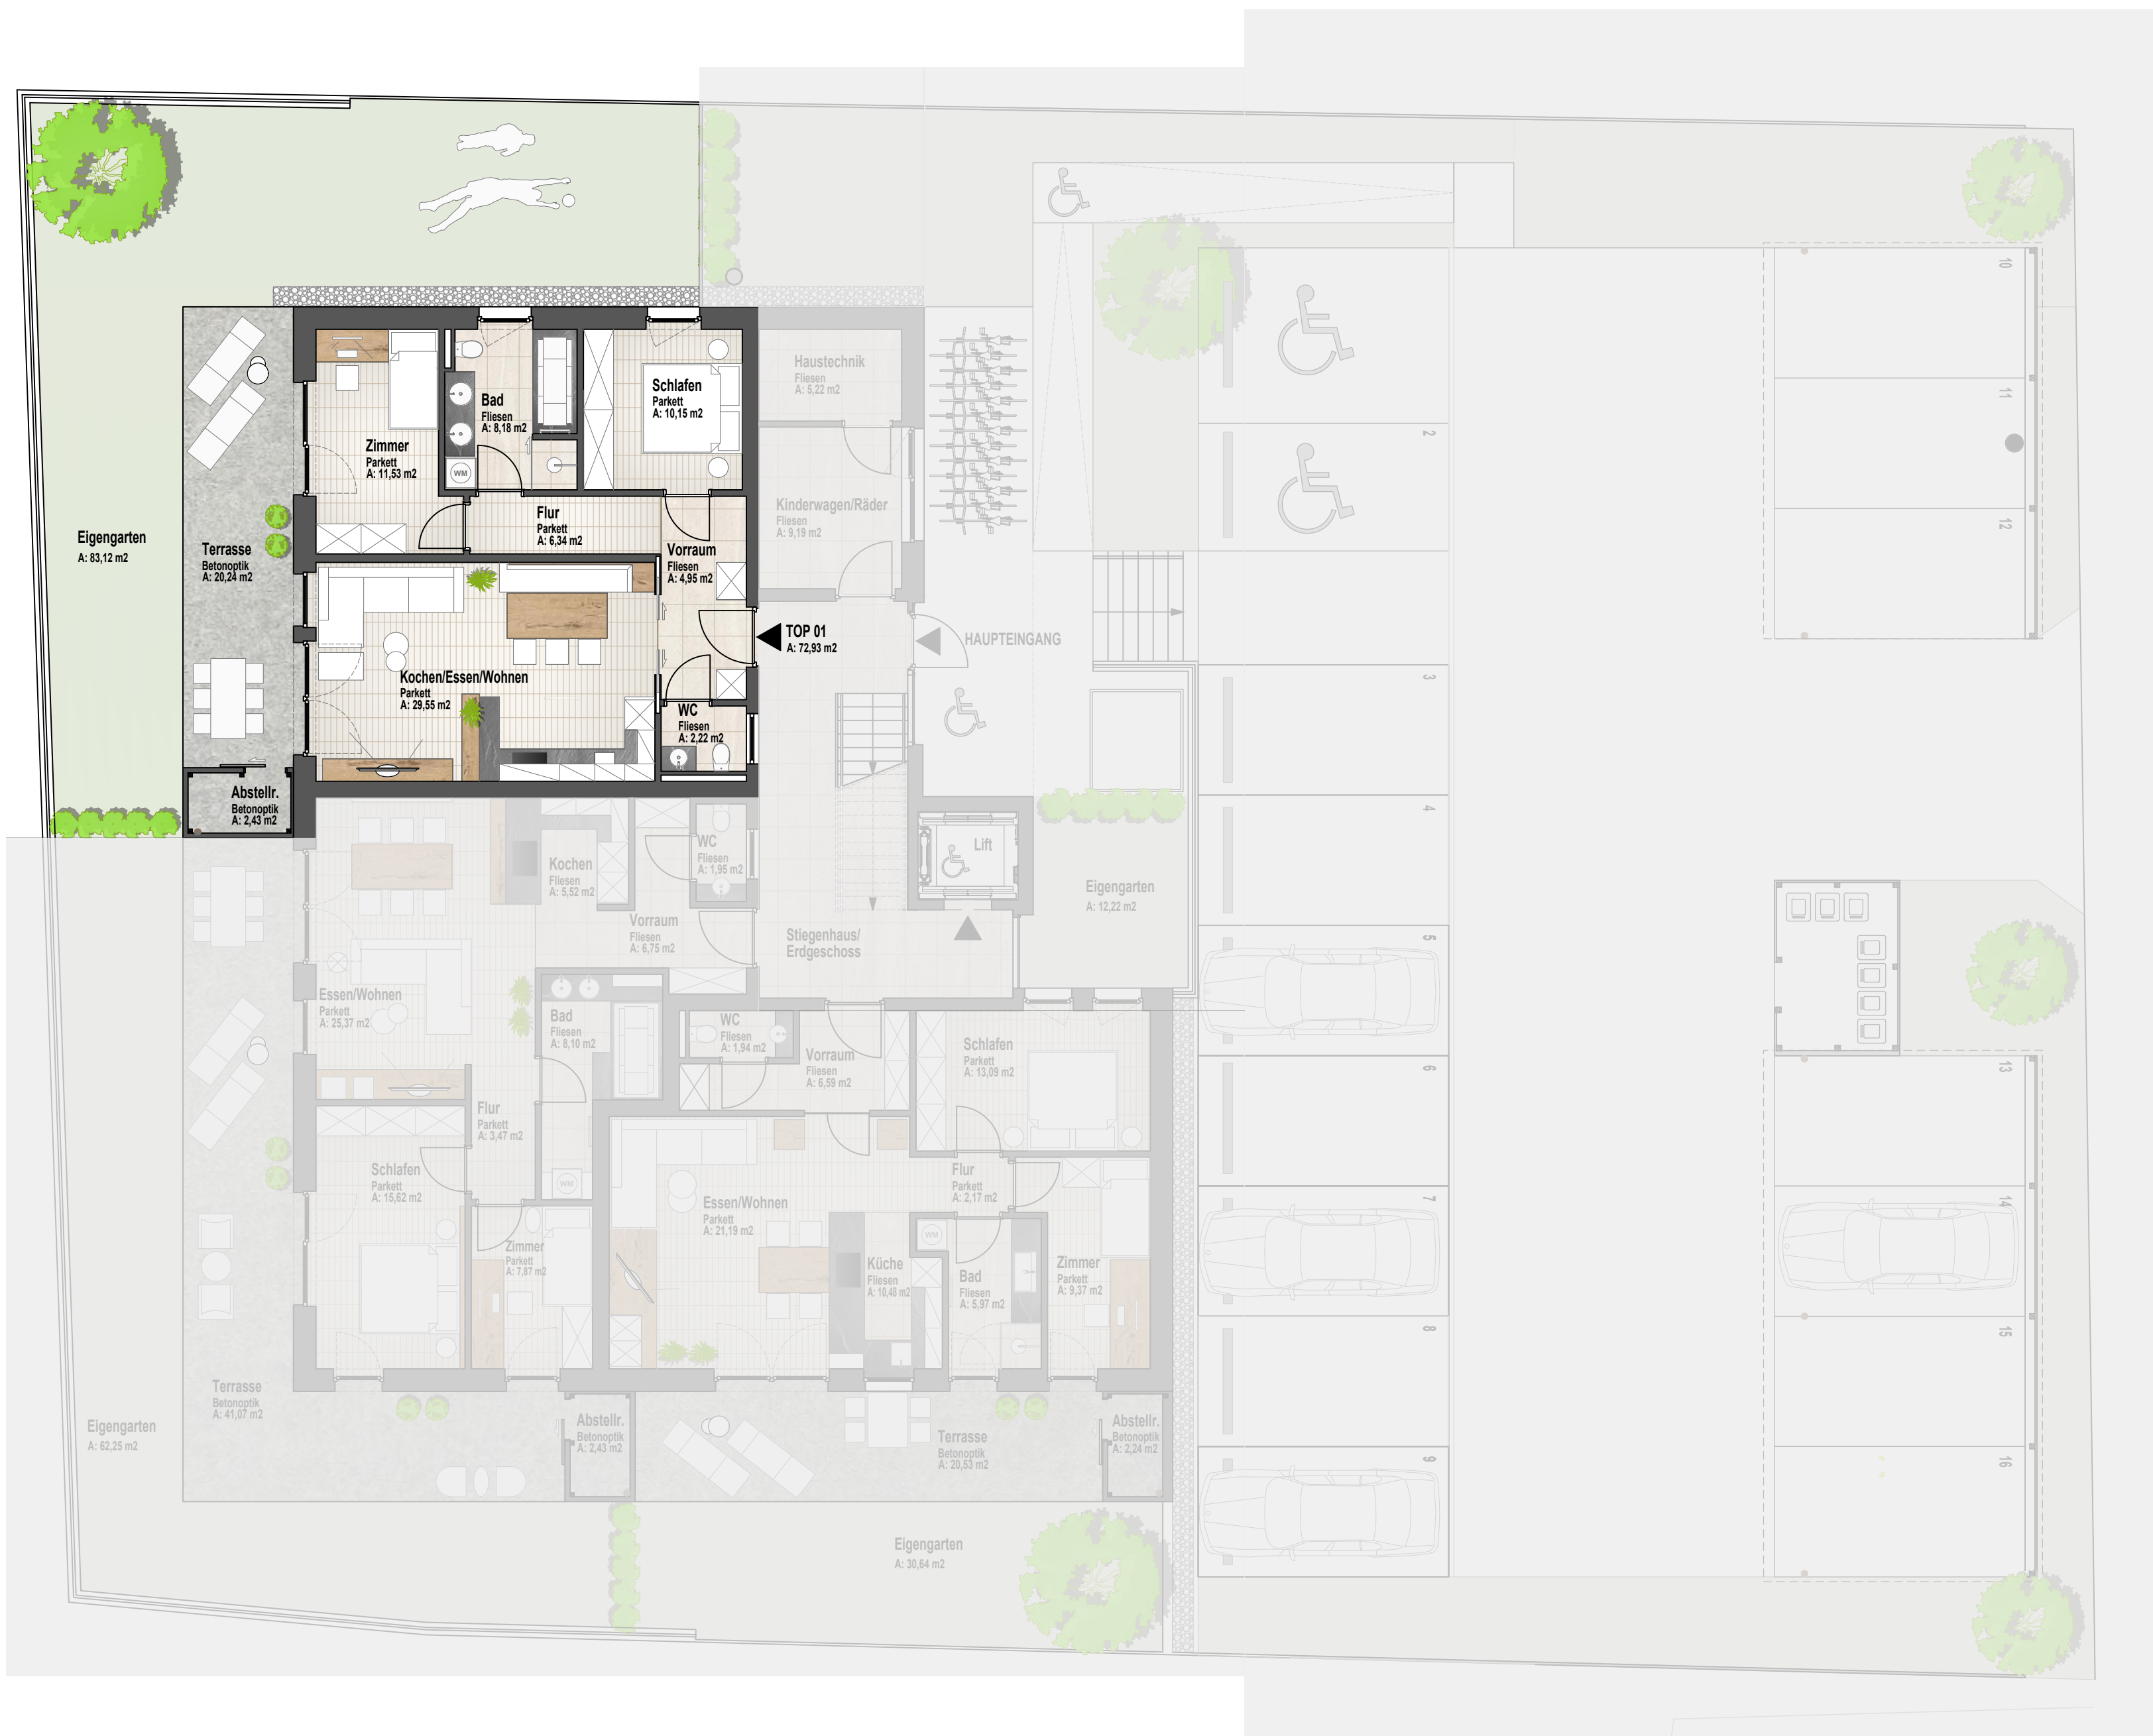 10
Haustechnik
Fliesen
A: 5,22 m2
Schlafen
Parkett
A: 10,15 m2
11
Bad
Fliesen
A: 8,18 m2
2
Zimmer
Parkett
A: 11,53 m2
WM
Kinderwagen/Räder
Fliesen
A: 9,19 m2
12
Flur
Parkett
A: 6,34 m2
Eigengarten
A: 83,12 m2
Terrasse
Betonoptik
A: 20,24 m2
Vorraum
Fliesen
A: 4,95 m2
TOP 01
A: 72,93 m2
HAUPTEINGANG
Kochen/Essen/Wohnen
Parkett
A: 29,55 m2
3
WC
Fliesen
A: 2,22 m2
Abstellr.
Betonoptik
A: 2,43 m2
4
WC
Fliesen
A: 1,95 m2
Lift
Kochen
Fliesen
A: 5,52 m2
Eigengarten
A: 12,22 m2
Vorraum
Fliesen
A: 6,75 m2
Stiegenhaus/
Erdgeschoss
5
Essen/Wohnen
Parkett
A: 25,37 m2
Bad
Fliesen
A: 8,10 m2
WC
Fliesen
A: 1,94 m2
Vorraum
Fliesen
A: 6,59 m2
Schlafen
Parkett
A: 13,09 m2
6
13
Flur
Parkett
A: 3,47 m2
Schlafen
Parkett
A: 15,62 m2
WM
Flur
Parkett
A: 2,17 m2
7
14
Essen/Wohnen
Parkett
A: 21,19 m2
WM
Zimmer
Parkett
A: 7,87 m2
Küche
Fliesen
A: 10,48 m2
Bad
Fliesen
A: 5,97 m2
Zimmer
Parkett
A: 9,37 m2
8
15
Terrasse
Betonoptik
A: 41,07 m2
Eigengarten
A: 62,25 m2
Abstellr.
Betonoptik
A: 2,43 m2
Terrasse
Betonoptik
A: 20,53 m2
Abstellr.
Betonoptik
A: 2,24 m2
9
16
Eigengarten
A: 30,64 m2